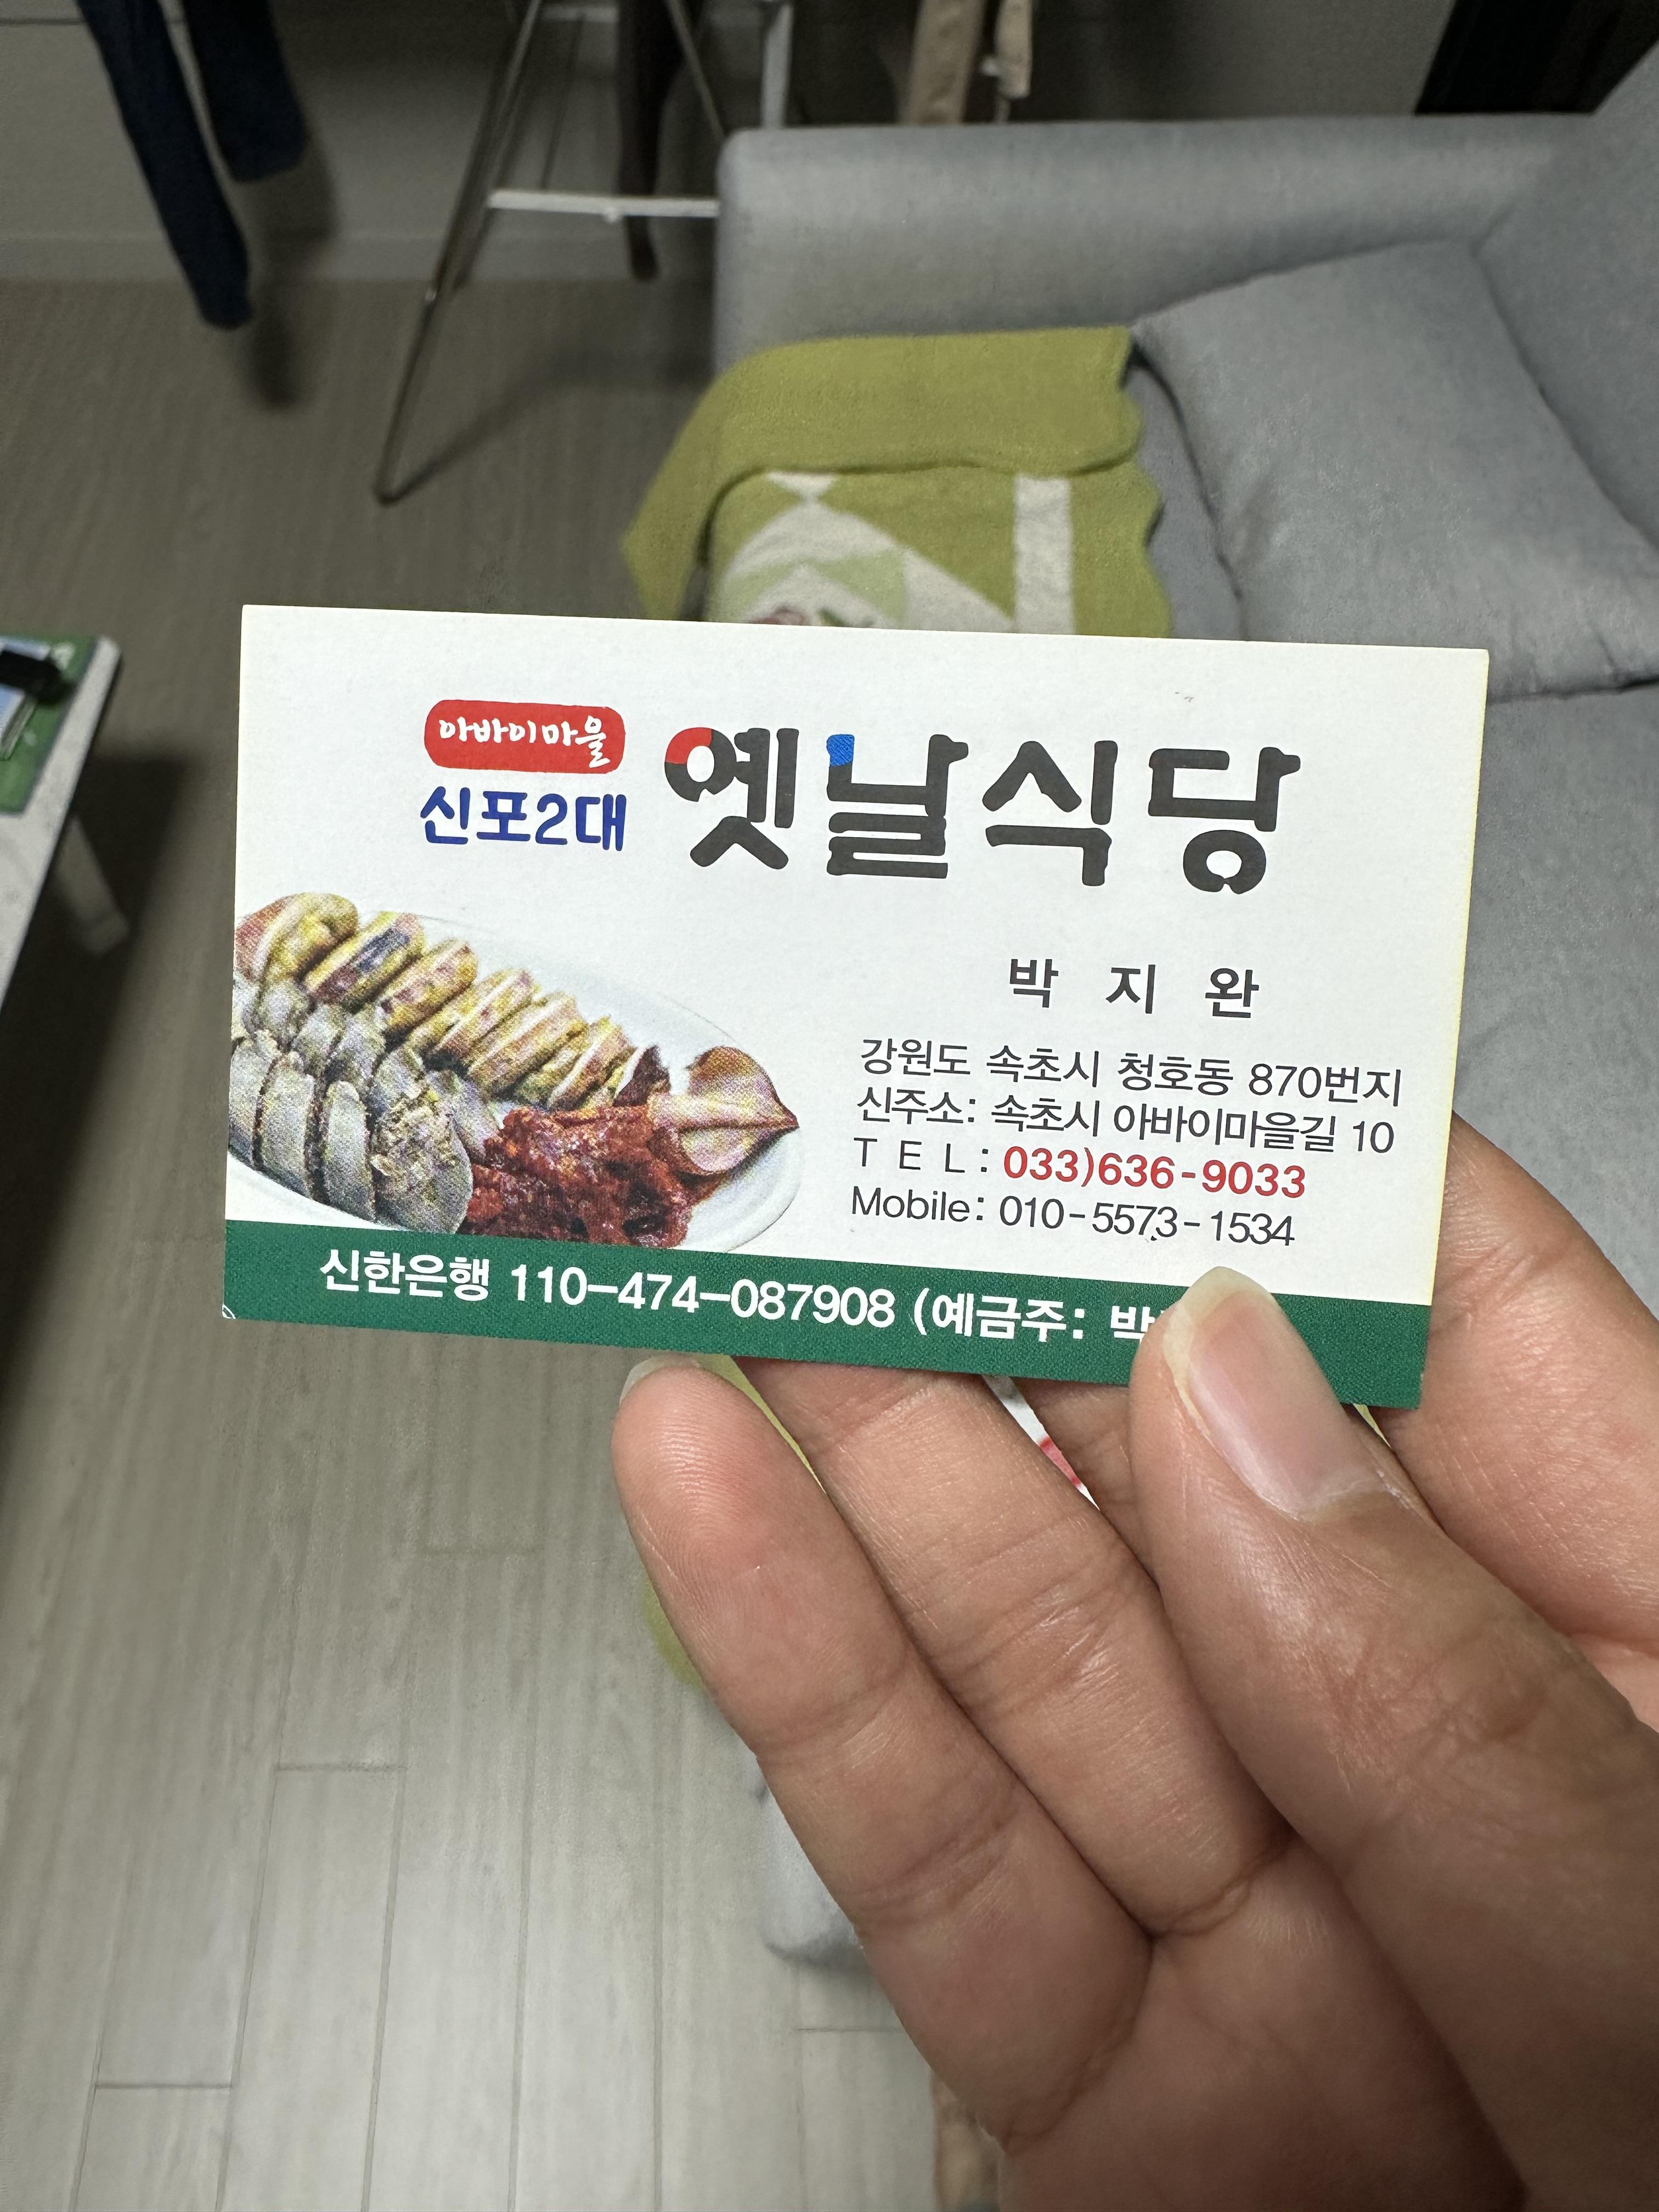 아바이마을
신포2대
옛날식당
박 지 완
강원도 속초시 청호동 870번지
신주소: 속초시 아바이마을길 10
T E L : 033)636-9033
Mobile: 010-5573-1534
신한은행 110-474-087908 (예금주: 박